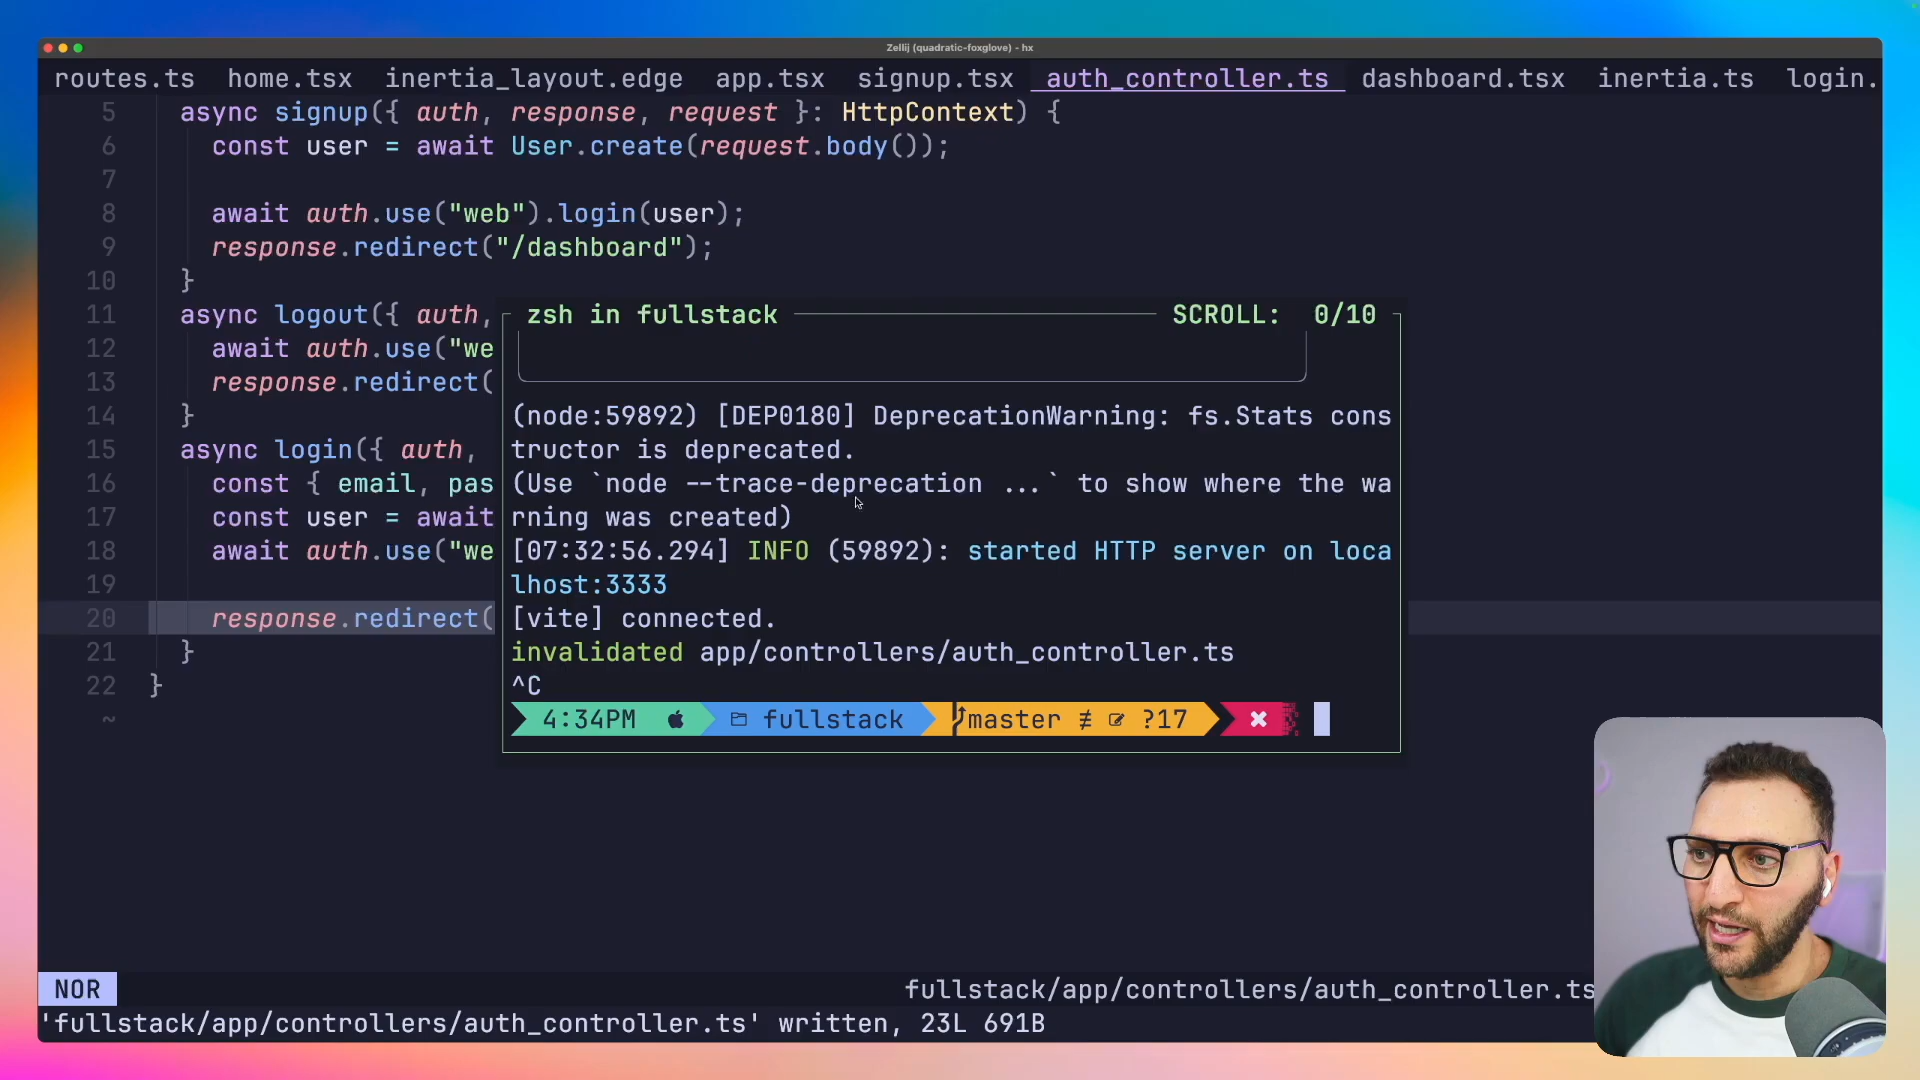 Zellij (quadratic-foxglove) - hx
routes.ts home.tsx inertia_layout.edge app.tsx signup.tsx auth_controller.ts dashboard.tsx inertia.ts login.
5 async signup({ auth, response, request }: HttpContext) {
6 const user = await User.create(request.body());
7
8 await auth.use("web").login(user);
9 response.redirect("/dashboard");
10 }
11 async logout({ auth,
12 await auth.use("we
13 response.redirect(
14 }
15 async login({ auth,
16 const { email, pas
17 const user = await
18 await auth.use("we
19
20 response.redirect(
21 }
22 }
~
zsh in fullstack SCROLL: 0/10
(node:59892) [DEP0180] DeprecationWarning: fs.Stats cons
tructor is deprecated.
(Use `node --trace-deprecation ...` to show where the wa
rning was created)
[07:32:56.294] INFO (59892): started HTTP server on loca
lhost:3333
[vite] connected.
invalidated app/controllers/auth_controller.ts
^C
4:34PM fullstack master ≢ ?17
NOR fullstack/app/controllers/auth_controller.ts
'fullstack/app/controllers/auth_controller.ts' written, 23L 691B